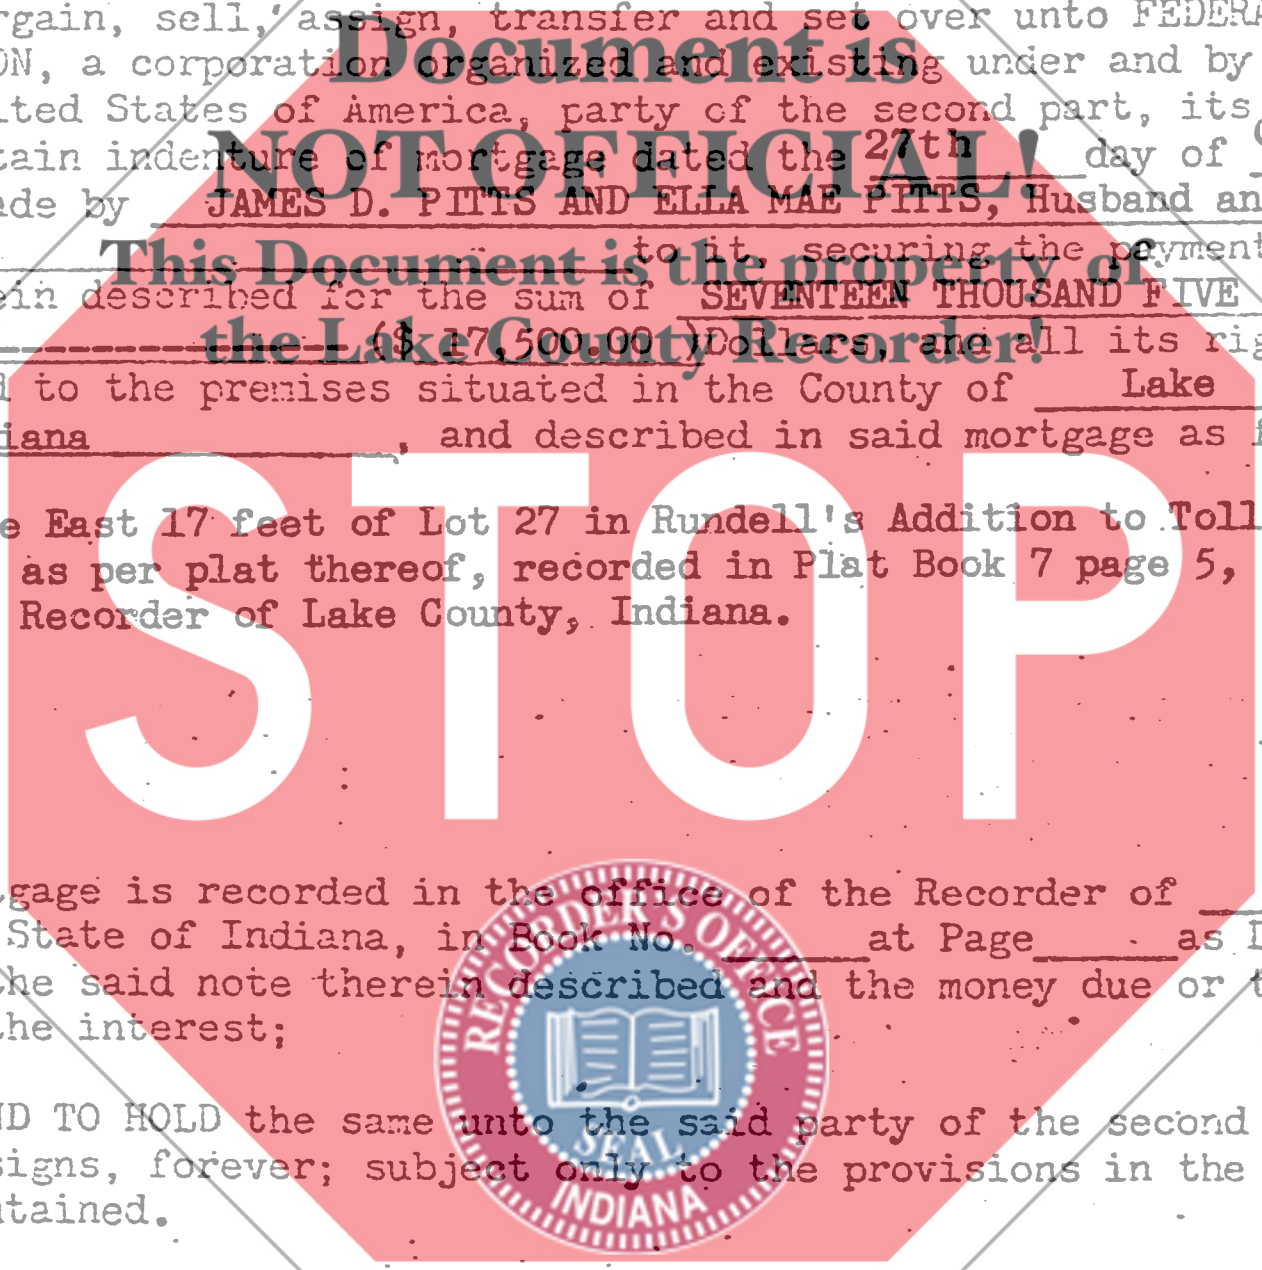 rgain, sell, assign, transfer and set over unto FEDERA
Document is
ON, a corporation organized and existing under and by
ited States of America, party of the second part, its
NOT OFFICIAL!
tain indenture of mortgage dated the 27th day of
ade by JAMES D. PITTS AND ELLA MAE PITTS, Husband an
This Document is the property of
to it, securing the payment
ein described for the sum of SEVENTEEN THOUSAND FIVE
the Lake County Recorder!
($ 17,500.00 )Dollars, and all its rig
d to the premises situated in the County of Lake
iana , and described in said mortgage as f
STOP
e East 17 feet of Lot 27 in Rundell's Addition to Toll
as per plat thereof, recorded in Plat Book 7 page 5,
Recorder of Lake County, Indiana.
gage is recorded in the office of the Recorder of
State of Indiana, in Book No. at Page as D
he said note therein described and the money due or t
the interest;
RECORDER'S OFFICE
SEAL
INDIANA
ND TO HOLD the same unto the said party of the second
signs, forever; subject only to the provisions in the
ntained.